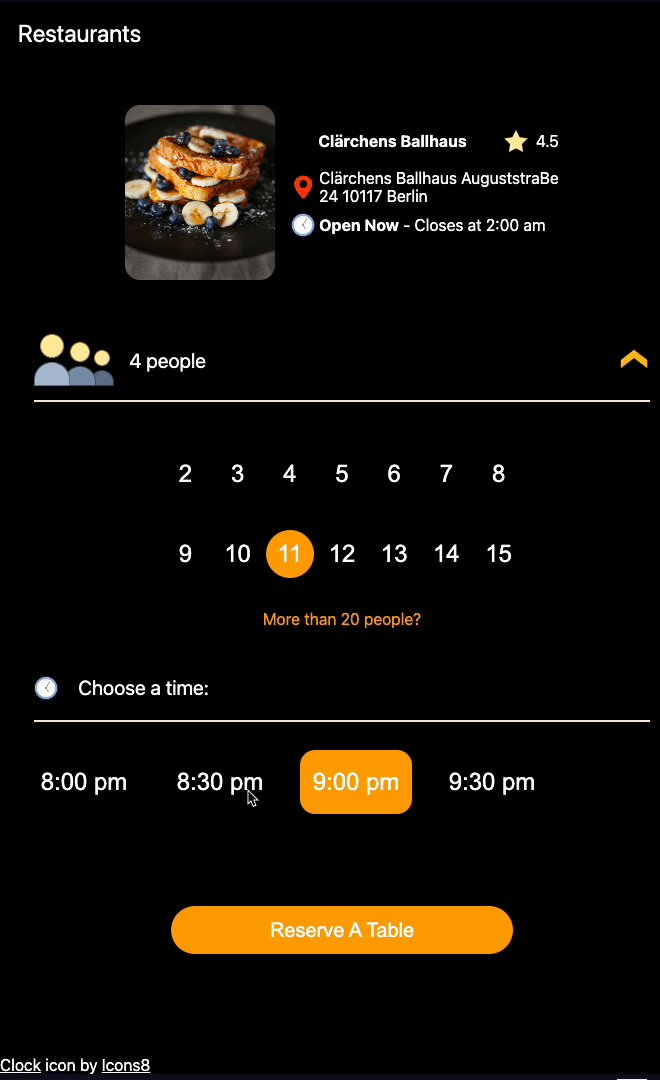 Restaurants
Clärchens Ballhaus
4.5
Clärchens Ballhaus AuguststraBe
24 10117 Berlin
Open Now - Closes at 2:00 am
4 people
2 3 4 5 6 7 8
9 10 11 12 13 14 15
More than 20 people?
Choose a time:
8:00 pm 8:30 pm 9:00 pm 9:30 pm
Reserve A Table
Clock icon by Icons8